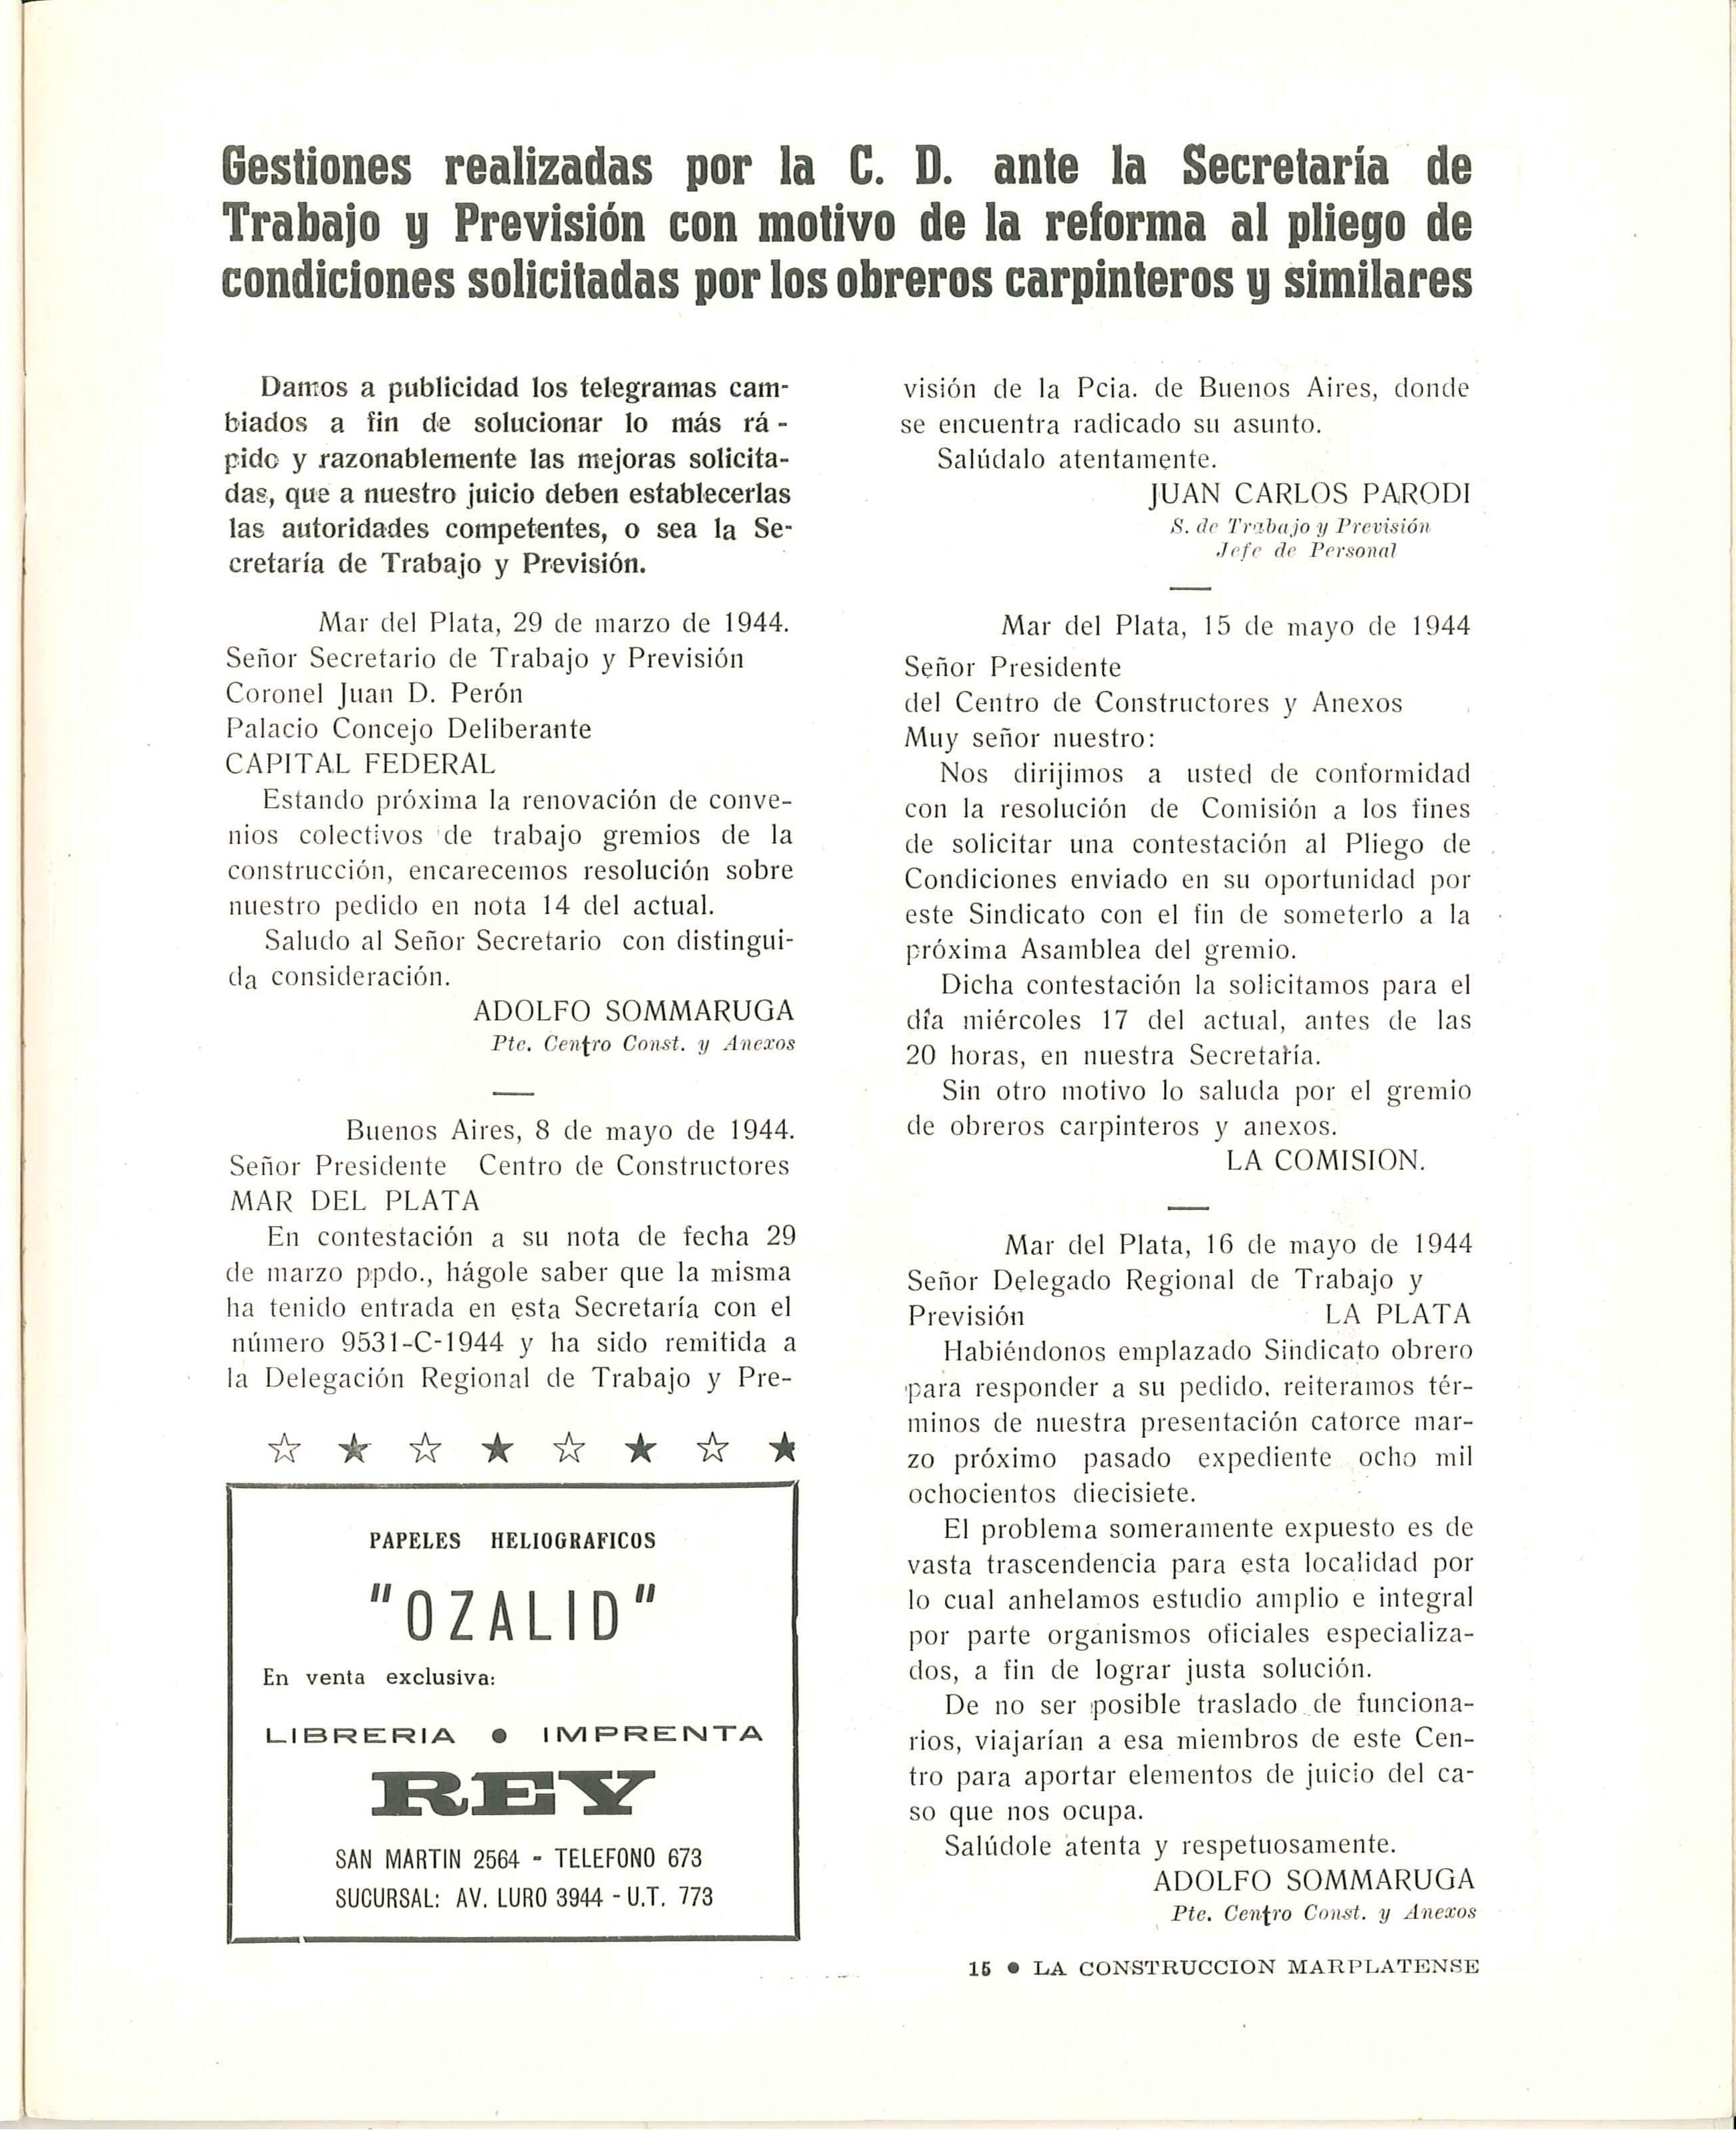 Gestiones realizadas por la C. D. ante la Secretaría de
Trabajo y Previsión con motivo de la reforma al pliego de
condiciones solicitadas por los obreros carpinteros y similares
Damos a publicidad los telegramas cam-
biados a fin de solucionar lo más rá -
pido y razonablemente las mejoras solicita-
das, que a nuestro juicio deben establecerlas
las autoridades competentes, o sea la Se-
cretaría de Trabajo y Previsión.
Mar del Plata, 29 de marzo de 1944.
Señor Secretario de Trabajo y Previsión
Coronel Juan D. Perón
Palacio Concejo Deliberante
CAPITAL FEDERAL
Estando próxima la renovación de conve-
nios colectivos de trabajo gremios de la
construcción, encarecemos resolución sobre
nuestro pedido en nota 14 del actual.
Saludo al Señor Secretario con distingui-
da consideración.
ADOLFO SOMMARUGA
Pte. Centro Const. y Anexos
Buenos Aires, 8 de mayo de 1944.
Señor Presidente Centro de Constructores
MAR DEL PLATA
En contestación a su nota de fecha 29
de marzo ppdo., hágole saber que la misma
ha tenido entrada en esta Secretaría con el
número 9531-C-1944 y ha sido remitida a
la Delegación Regional de Trabajo y Pre-
PAPELES HELIOGRAFICOS
"OZALID"
En venta exclusiva:
LIBRERIA • IMPRENTA
REY
SAN MARTIN 2564 - TELEFONO 673
SUCURSAL: AV. LURO 3944 - U.T. 773
visión de la Pcia. de Buenos Aires, donde
se encuentra radicado su asunto.
Salúdalo atentamente.
JUAN CARLOS PARODI
S. de Trabajo y Previsión
Jefe de Personal
Mar del Plata, 15 de mayo de 1944
Señor Presidente
del Centro de Constructores y Anexos
Muy señor nuestro:
Nos dirijimos a usted de conformidad
con la resolución de Comisión a los fines
de solicitar una contestación al Pliego de
Condiciones enviado en su oportunidad por
este Sindicato con el fin de someterlo a la
próxima Asamblea del gremio.
Dicha contestación la solicitamos para el
día miércoles 17 del actual, antes de las
20 horas, en nuestra Secretaría.
Sin otro motivo lo saluda por el gremio
de obreros carpinteros y anexos.
LA COMISION.
Mar del Plata, 16 de mayo de 1944
Señor Delegado Regional de Trabajo y
Previsión LA PLATA
Habiéndonos emplazado Sindicato obrero
para responder a su pedido, reiteramos tér-
minos de nuestra presentación catorce mar-
zo próximo pasado expediente ocho mil
ochocientos diecisiete.
El problema someramente expuesto es de
vasta trascendencia para esta localidad por
lo cual anhelamos estudio amplio e integral
por parte organismos oficiales especializa-
dos, a fin de lograr justa solución.
De no ser posible traslado de funciona-
rios, viajarían a esa miembros de este Cen-
tro para aportar elementos de juicio del ca-
so que nos ocupa.
Salúdole atenta y respetuosamente.
ADOLFO SOMMARUGA
Pte. Centro Const. y Anexos
15 • LA CONSTRUCCION MARPLATENSE